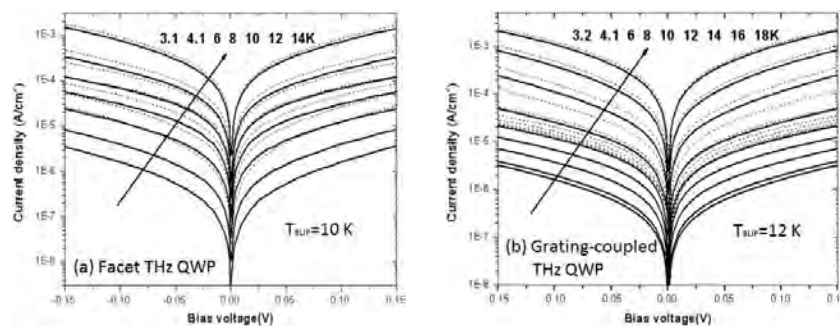 3.1 4.1 6 8 10 12 14K
1E-3
1E-4
1E-5
1E-6
1E-7
1E-8
Current density (A/cm²)
T_BLIP=10 K
(a) Facet THz QWP
-0.15 -0.10 -0.05 0.00 0.05 0.10 0.15
Bias voltage(V)
3.2 4.1 6 8 10 12 14 16 18K
1E-3
1E-4
1E-5
1E-6
1E-7
1E-8
Current density (A/cm²)
T_BLIP=12 K
(b) Grating-coupled
THz QWP
-0.15 -0.10 -0.05 0.00 0.05 0.10 0.15
Bias voltage(V)